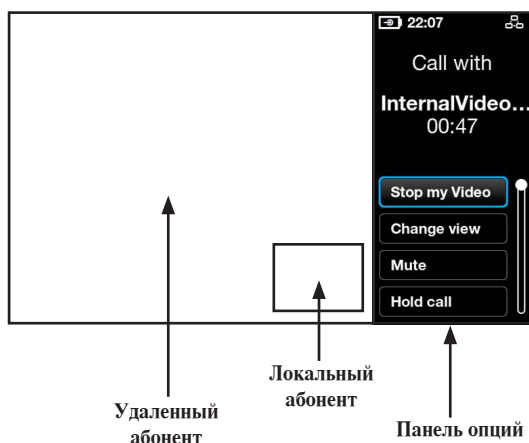 22:07
Call with
InternalVideo...
00:47
Stop my Video
Change view
Mute
Hold call
Локальный
абонент
Удаленный
абонент
Панель опций